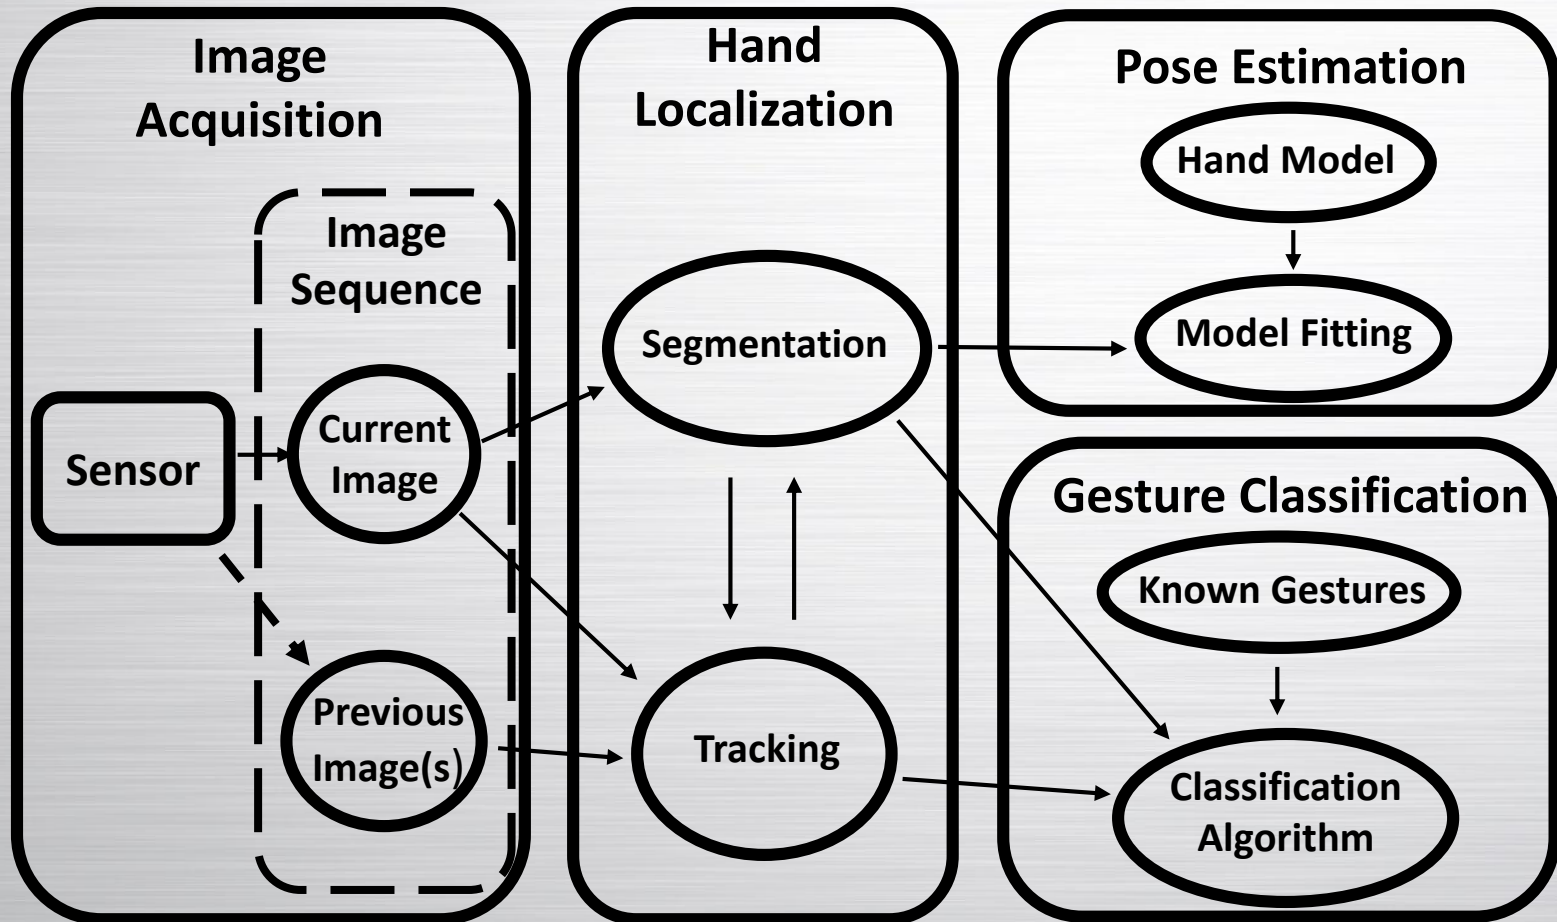 Image
Acquisition
Image
Sequence
Sensor
Current
Image
Previous
Image(s)
Hand
Localization
Segmentation
Tracking
Pose Estimation
Hand Model
Model Fitting
Gesture Classification
Known Gestures
Classification
Algorithm